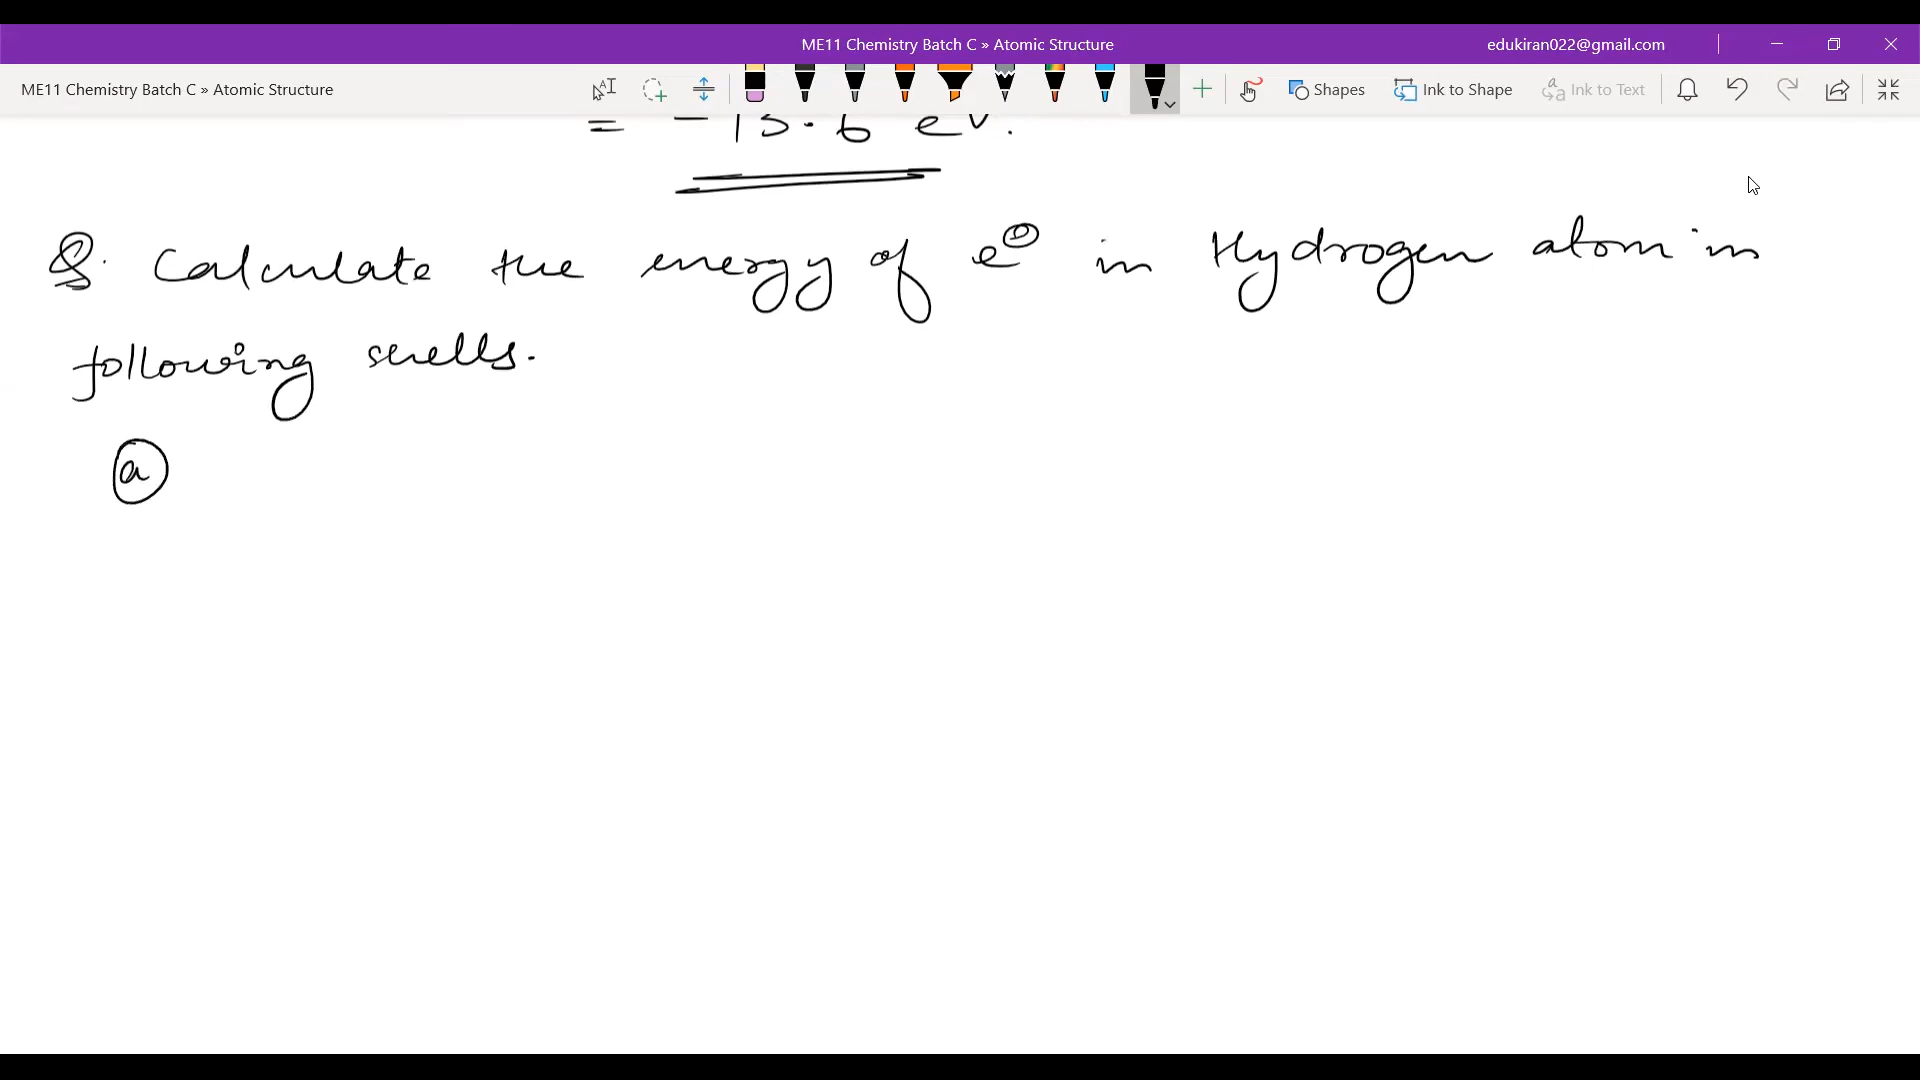 ME11 Chemistry Batch C » Atomic Structure
edukiran022@gmail.com
ME11 Chemistry Batch C » Atomic Structure
Shapes
Ink to Shape
Ink to Text
= -13.6 eV.
Q. Calculate the energy of e⊖ in Hydrogen atom in
following shells.
ⓐ